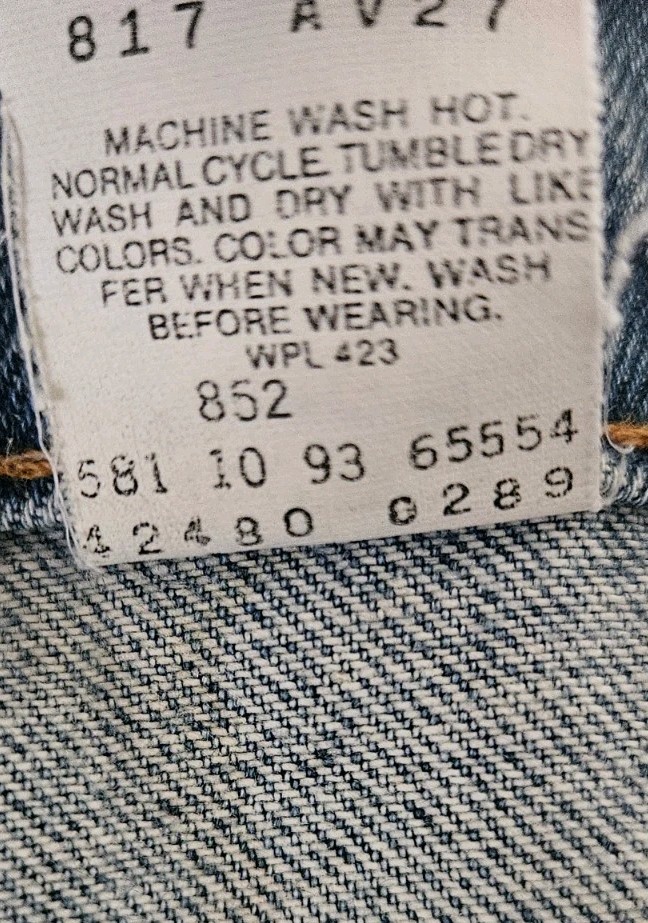 817 AV27
MACHINE WASH HOT.
NORMAL CYCLE TUMBLE DRY
WASH AND DRY WITH LIKE
COLORS. COLOR MAY TRANS
FER WHEN NEW. WASH
BEFORE WEARING.
WPL 423
852
581 10 93 65554
42480 0289